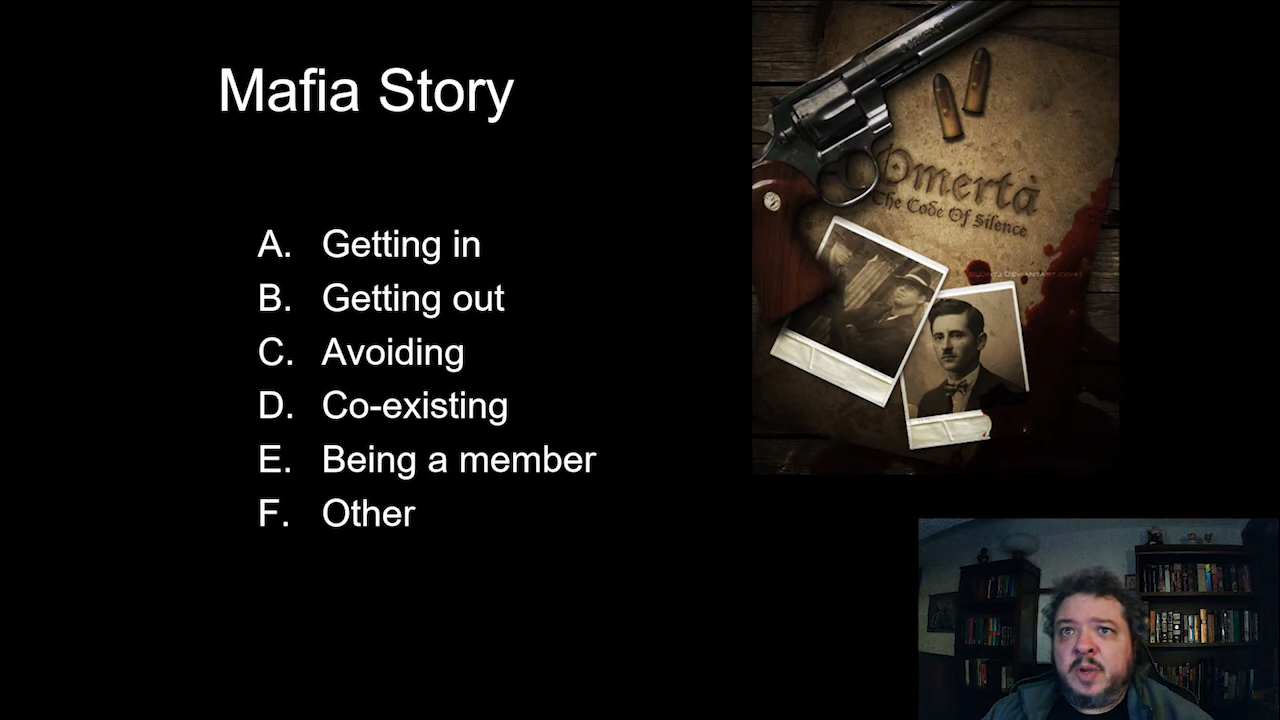 Mafia Story
A. Getting in
B. Getting out
C. Avoiding
D. Co-existing
E. Being a member
F. Other
Omertà
The Code Of Silence